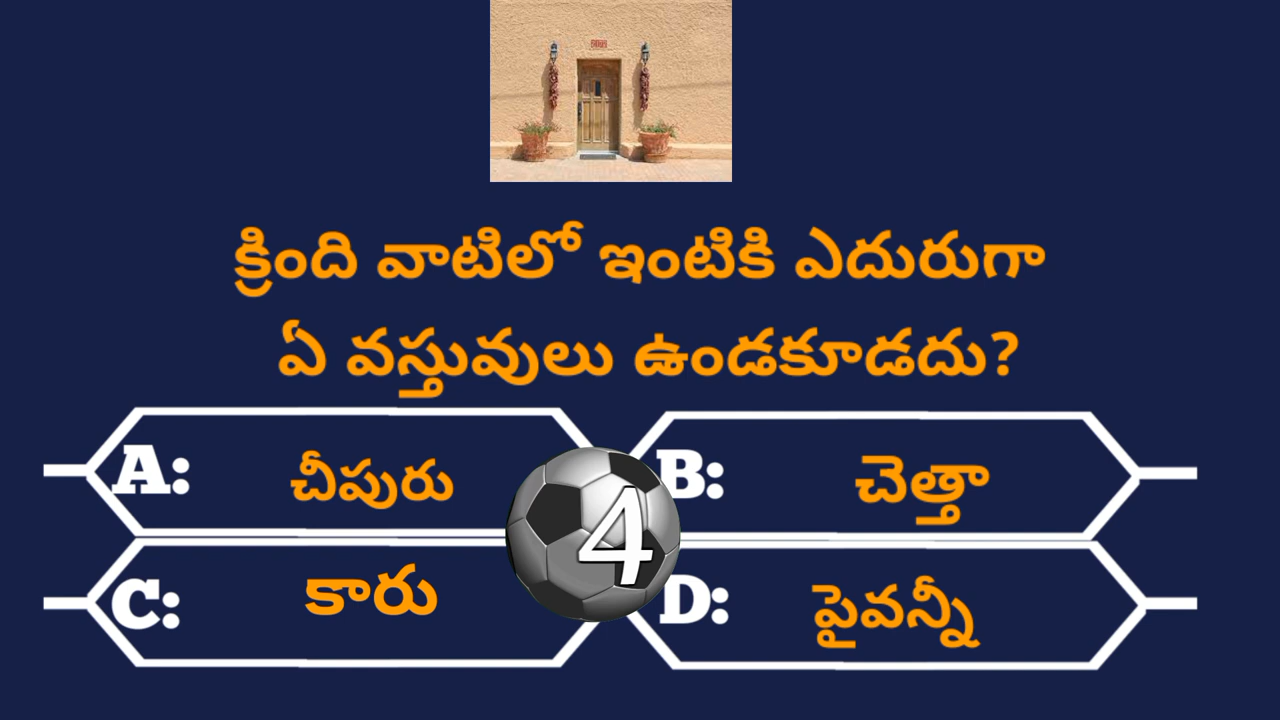 క్రింది వాటిలో ఇంటికి ఎదురుగా
ఏ వస్తువులు ఉండకూడదు?
A: చీపురు
B: చెత్తా
4
C: కారు
D: పైవన్నీ